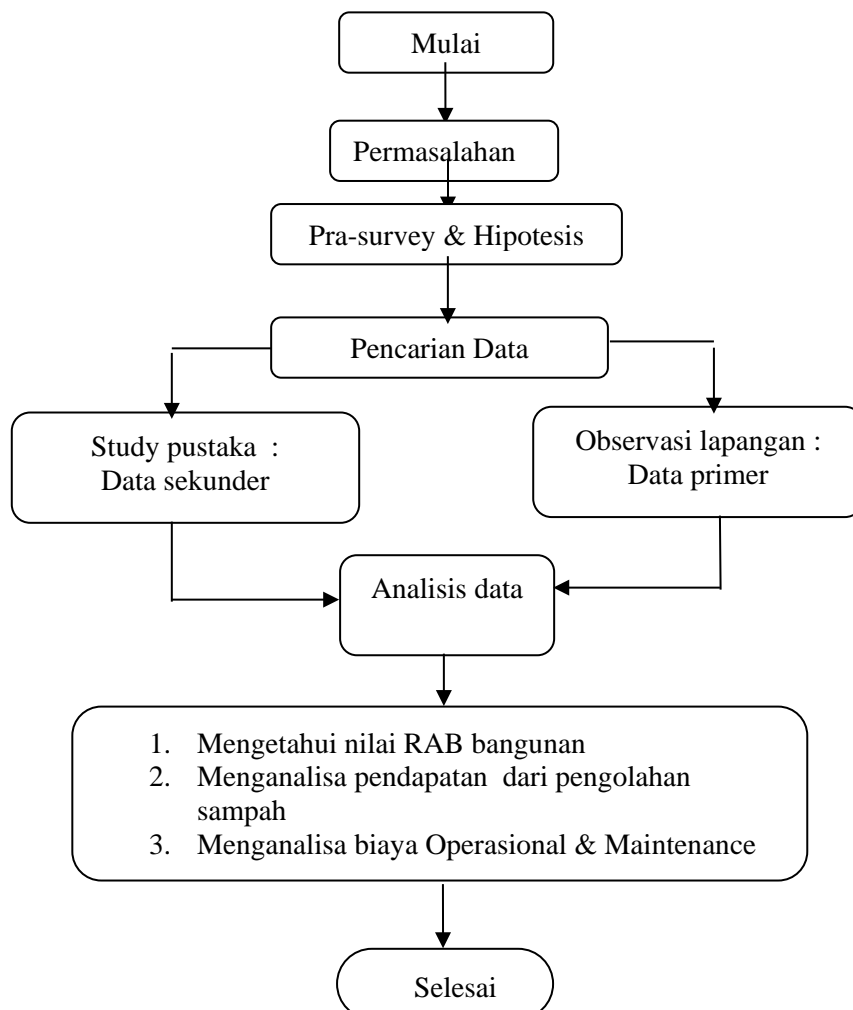 Mulai
Permasalahan
Pra-survey & Hipotesis
Pencarian Data
Study pustaka :
Data sekunder
Observasi lapangan :
Data primer
Analisis data
1. Mengetahui nilai RAB bangunan
2. Menganalisa pendapatan dari pengolahan
sampah
3. Menganalisa biaya Operasional & Maintenance
Selesai